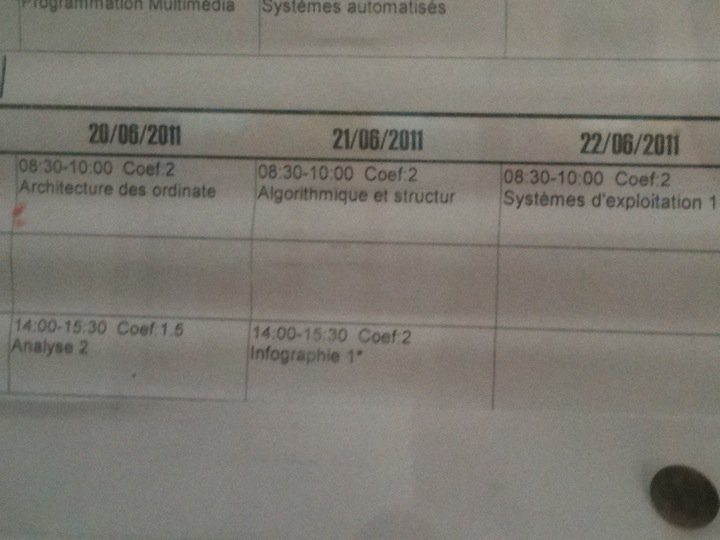 Programmation Multimédia
Systèmes automatisés
20/06/2011
21/06/2011
22/06/2011
08:30-10:00 Coef:2
Architecture des ordinate
08:30-10:00 Coef:2
Algorithmique et structur
08:30-10:00 Coef:2
Systèmes d'exploitation 1
14:00-15:30 Coef:1.5
Analyse 2
14:00-15:30 Coef:2
Infographie 1*